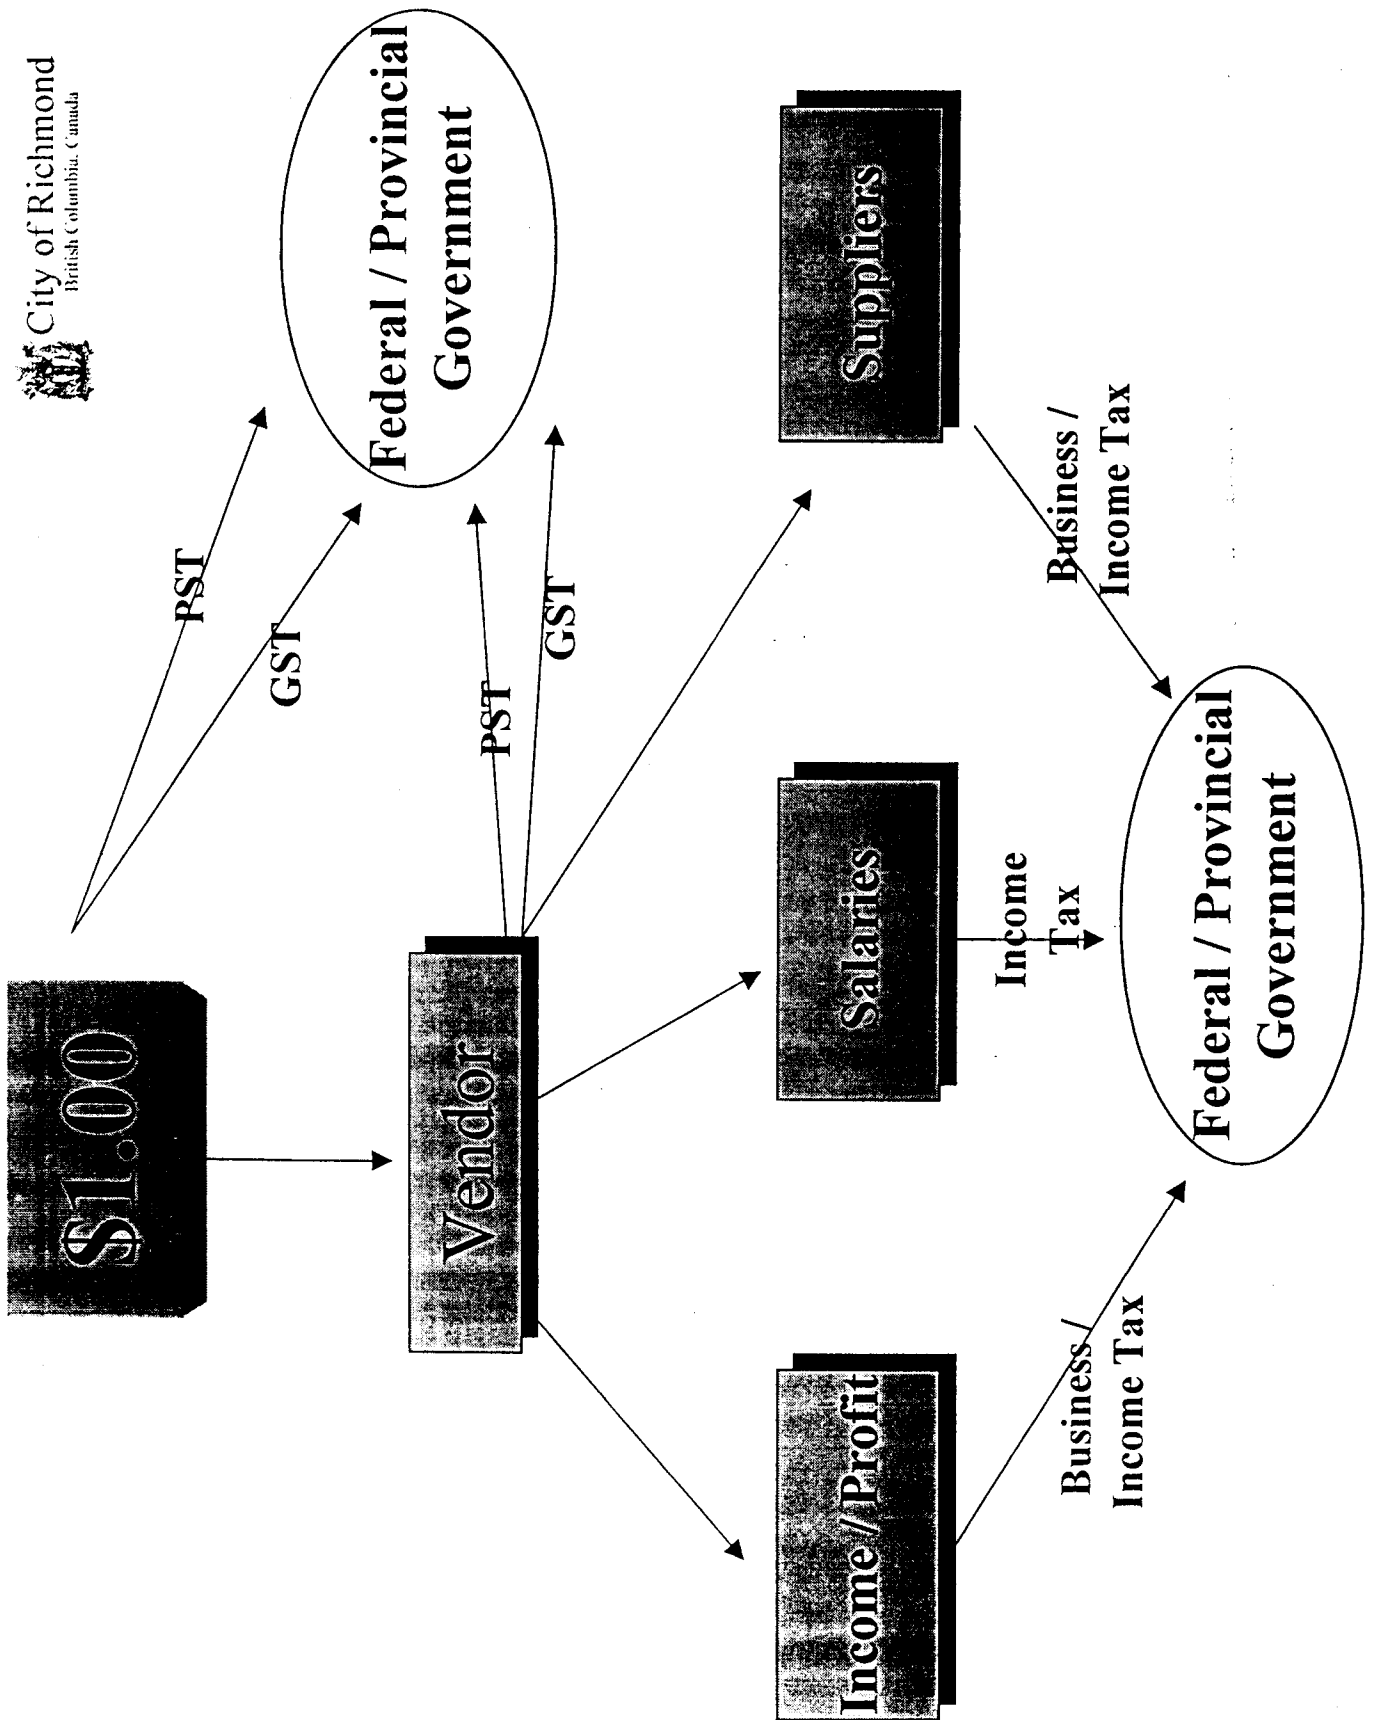 City of Richmond
British Columbia, Canada
$1.00
PST
GST
Federal / Provincial
Government
Vendor
PST
GST
Income / Profit
Salaries
Suppliers
Business /
Income Tax
Income
Tax
Business /
Income Tax
Federal / Provincial
Government